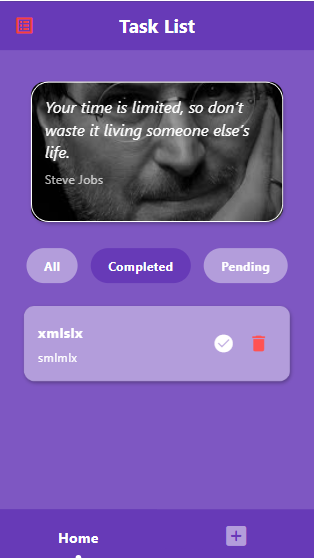 Task List
Your time is limited, so don't
waste it living someone else's
life.
Steve Jobs
All
Completed
Pending
xmlslx
smlmlx
Home